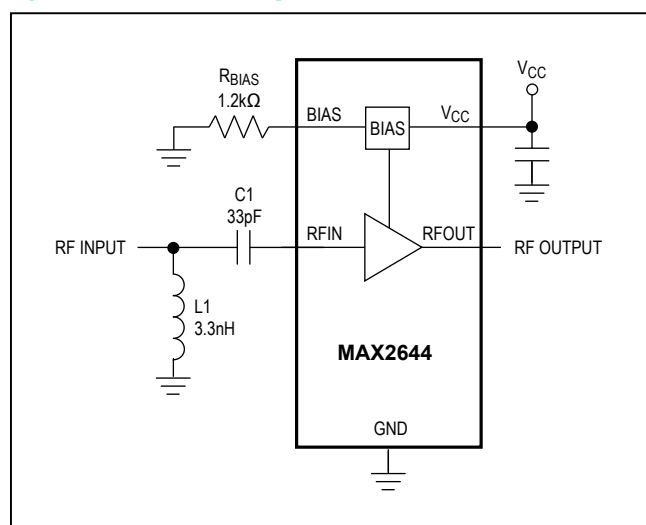 RBIAS
1.2kΩ
VCC
BIAS
BIAS
VCC
C1
33pF
RF INPUT
RFIN
RFOUT
RF OUTPUT
L1
3.3nH
MAX2644
GND